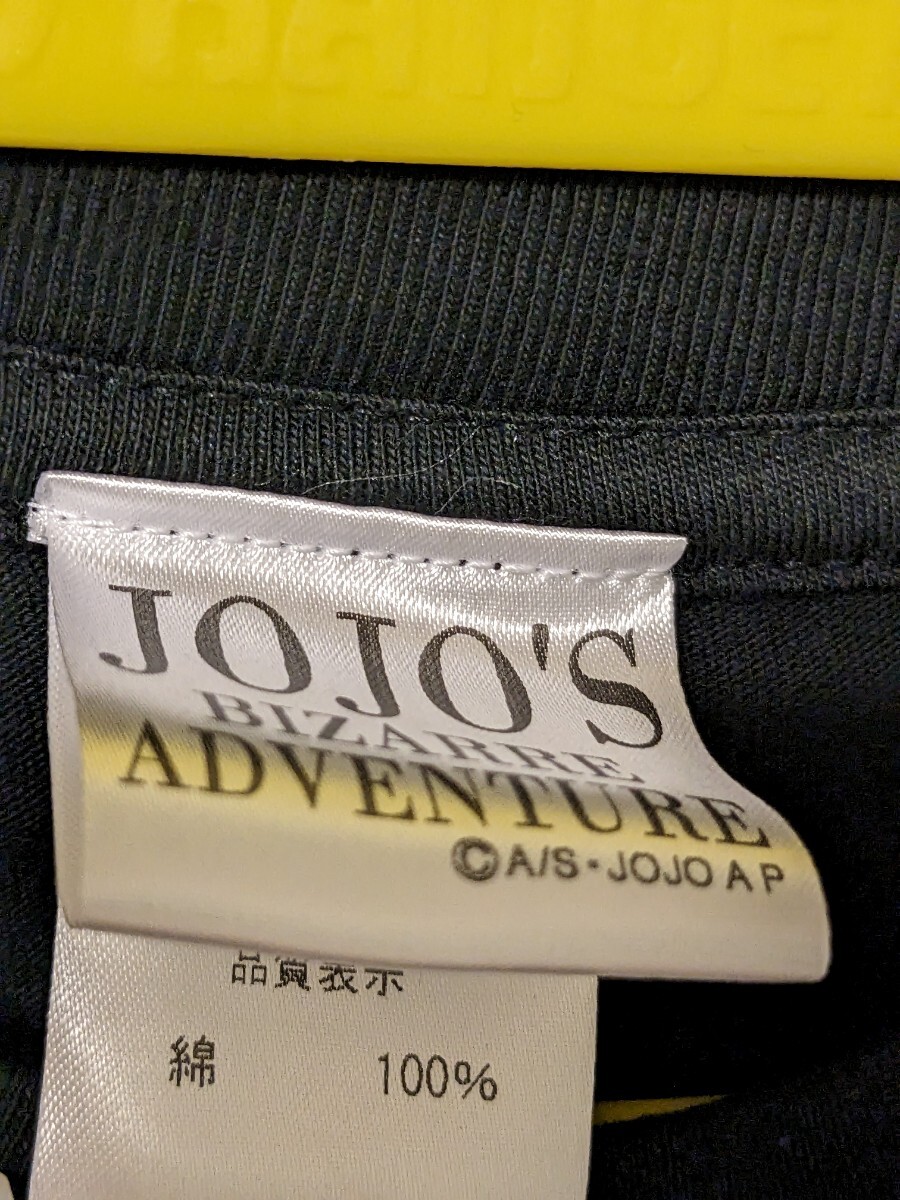 JOJO'S
BIZARRE
ADVENTURE
©A/S・JOJO A P
品質表示
綿 100%